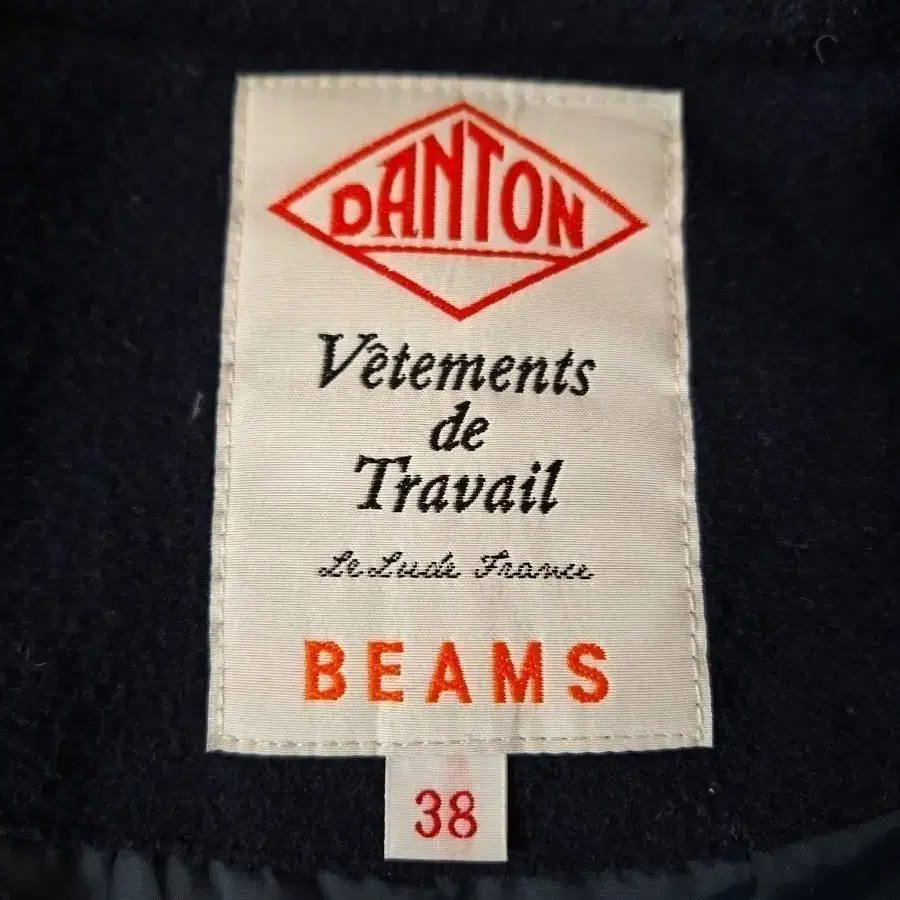 DANTON
Vêtements
de
Travail
Le Lude France
BEAMS
38